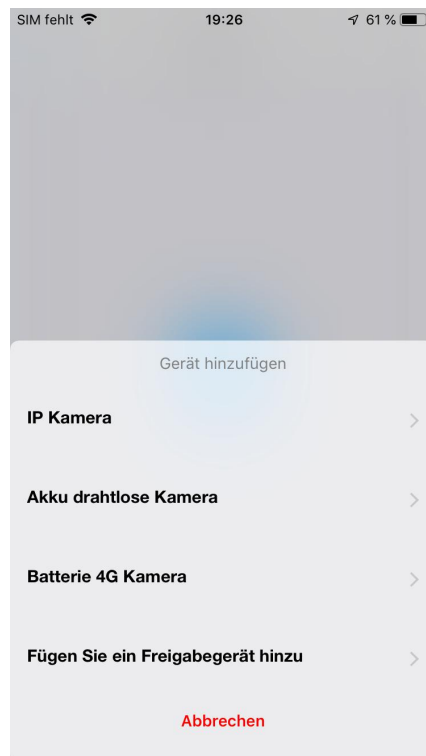 SIM fehlt 19:26 61 %
Gerät hinzufügen
IP Kamera
Akku drahtlose Kamera
Batterie 4G Kamera
Fügen Sie ein Freigabegerät hinzu
Abbrechen